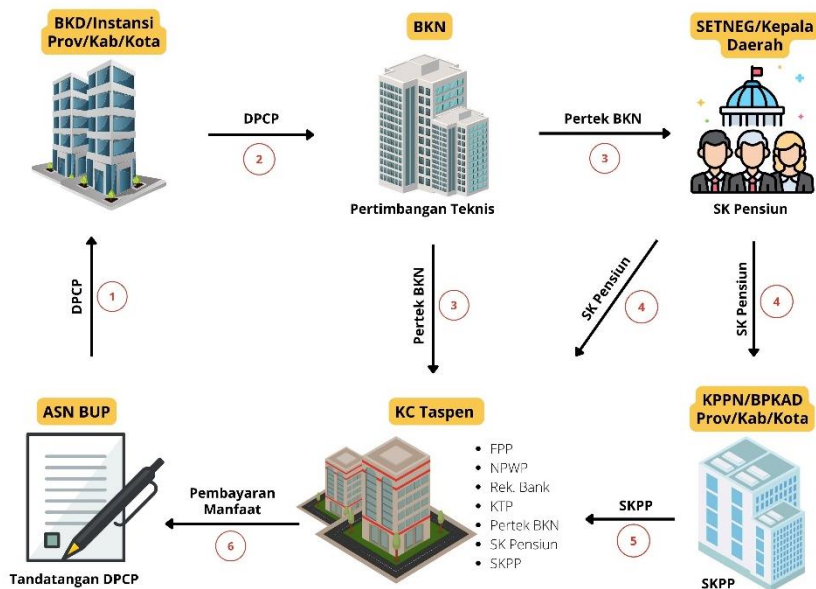 BKD/Instansi
Prov/Kab/Kota
BKN
SETNEG/Kepala
Daerah
DPCP
2
Pertek BKN
3
Pertimbangan Teknis
SK Pensiun
DPCP
1
Pertek BKN
3
SK Pensiun
4
SK Pensiun
4
ASN BUP
KC Taspen
KPPN/BPKAD
Prov/Kab/Kota
FPP
NPWP
Rek. Bank
KTP
Pertek BKN
SK Pensiun
SKPP
Pembayaran
Manfaat
6
SKPP
5
Tandatangan DPCP
SKPP